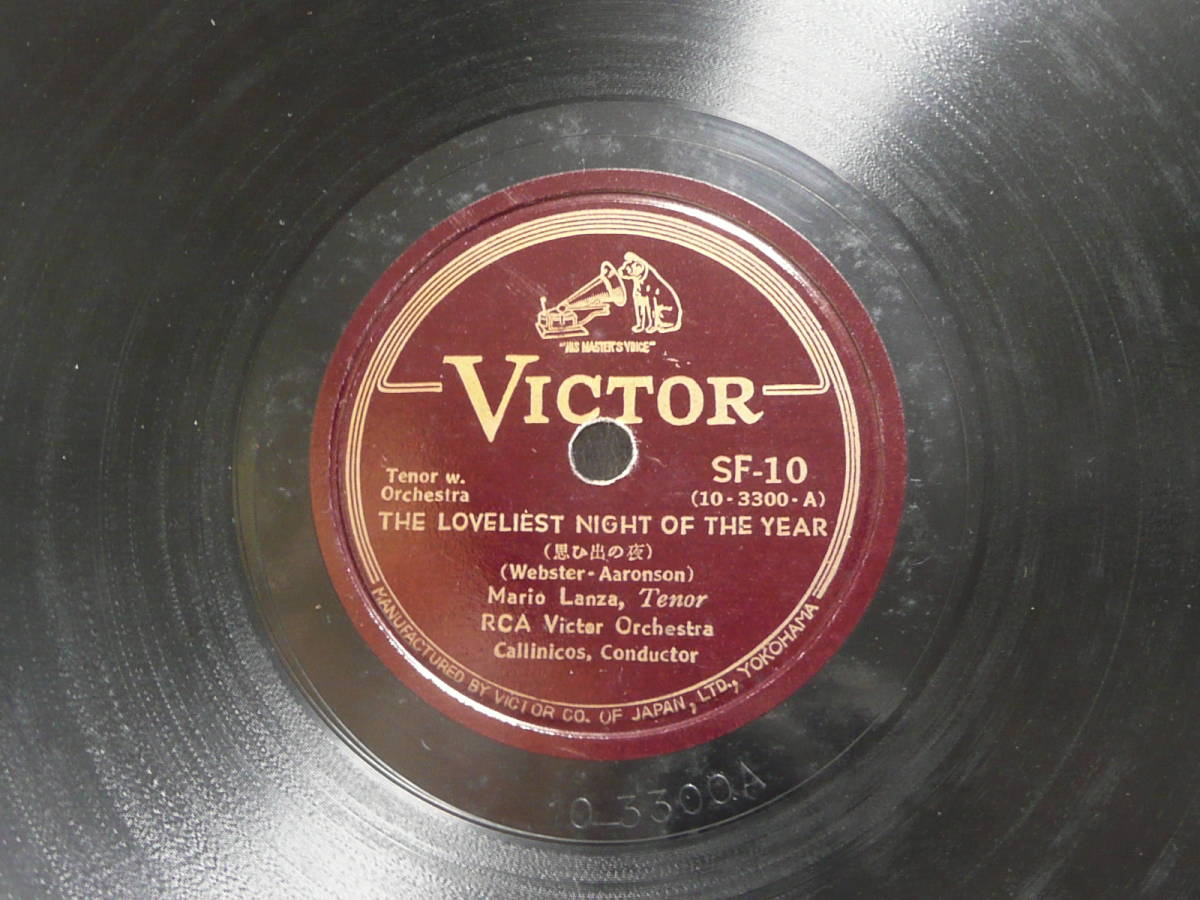 "HIS MASTER'S VOICE"
VICTOR
Tenor w.
Orchestra
SF-10
(10-3300-A)
THE LOVELIEST NIGHT OF THE YEAR
(思ひ出の夜)
(Webster-Aaronson)
Mario Lanza, Tenor
RCA Victor Orchestra
Callinicos, Conductor
MANUFACTURED BY VICTOR CO. OF JAPAN, LTD., YOKOHAMA
10_3300A